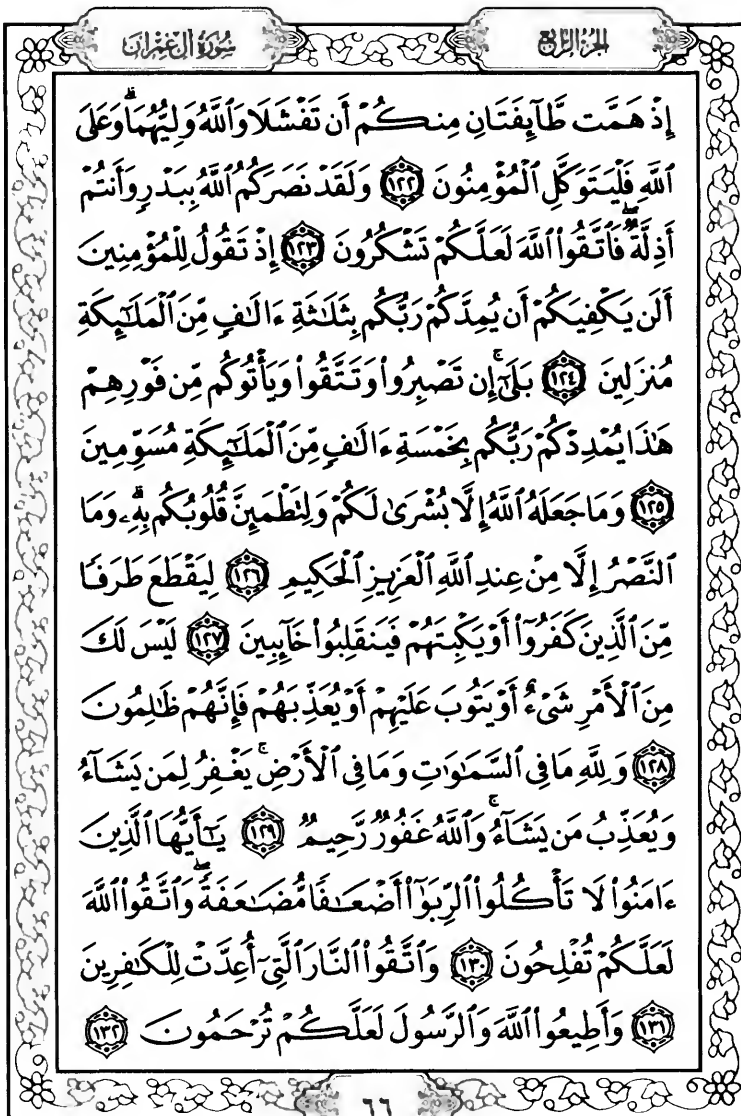 سُورَةُ آلِ عِمۡرَان
الجُزْءُ الرَّابِع
إِذۡ هَمَّت طَّآئِفَتَانِ مِنكُمۡ أَن تَفۡشَلَا وَٱللَّهُ وَلِيُّهُمَاۗ وَعَلَى
ٱللَّهِ فَلۡيَتَوَكَّلِ ٱلۡمُؤۡمِنُونَ ١٢٢ وَلَقَدۡ نَصَرَكُمُ ٱللَّهُ بِبَدۡرٖ وَأَنتُمۡ
أَذِلَّةٞۖ فَٱتَّقُواْ ٱللَّهَ لَعَلَّكُمۡ تَشۡكُرُونَ ١٢٣ إِذۡ تَقُولُ لِلۡمُؤۡمِنِينَ
أَلَن يَكۡفِيَكُمۡ أَن يُمِدَّكُمۡ رَبُّكُم بِثَلَٰثَةِ ءَالَٰفٖ مِّنَ ٱلۡمَلَٰٓئِكَةِ
مُنزَلِينَ ١٢٤ بَلَىٰٓۚ إِن تَصۡبِرُواْ وَتَتَّقُواْ وَيَأۡتُوكُم مِّن فَوۡرِهِمۡ
هَٰذَا يُمۡدِدۡكُمۡ رَبُّكُم بِخَمۡسَةِ ءَالَٰفٖ مِّنَ ٱلۡمَلَٰٓئِكَةِ مُسَوِّمِينَ
١٢٥ وَمَا جَعَلَهُ ٱللَّهُ إِلَّا بُشۡرَىٰ لَكُمۡ وَلِتَطۡمَئِنَّ قُلُوبُكُم بِهِۦۗ وَمَا
ٱلنَّصۡرُ إِلَّا مِنۡ عِندِ ٱللَّهِ ٱلۡعَزِيزِ ٱلۡحَكِيمِ ١٢٦ لِيَقۡطَعَ طَرَفٗا
مِّنَ ٱلَّذِينَ كَفَرُوٓاْ أَوۡ يَكۡبِتَهُمۡ فَيَنقَلِبُواْ خَآئِبِينَ ١٢٧ لَيۡسَ لَكَ
مِنَ ٱلۡأَمۡرِ شَيۡءٌ أَوۡ يَتُوبَ عَلَيۡهِمۡ أَوۡ يُعَذِّبَهُمۡ فَإِنَّهُمۡ ظَٰلِمُونَ
١٢٨ وَلِلَّهِ مَا فِي ٱلسَّمَٰوَٰتِ وَمَا فِي ٱلۡأَرۡضِۚ يَغۡفِرُ لِمَن يَشَآءُ
وَيُعَذِّبُ مَن يَشَآءُۚ وَٱللَّهُ غَفُورٞ رَّحِيمٞ ١٢٩ يَٰٓأَيُّهَا ٱلَّذِينَ
ءَامَنُواْ لَا تَأۡكُلُواْ ٱلرِّبَوٰٓاْ أَضۡعَٰفٗا مُّضَٰعَفَةٗۖ وَٱتَّقُواْ ٱللَّهَ
لَعَلَّكُمۡ تُفۡلِحُونَ ١٣٠ وَٱتَّقُواْ ٱلنَّارَ ٱلَّتِيٓ أُعِدَّتۡ لِلۡكَٰفِرِينَ
١٣١ وَأَطِيعُواْ ٱللَّهَ وَٱلرَّسُولَ لَعَلَّكُمۡ تُرۡحَمُونَ ١٣٢
٦٦